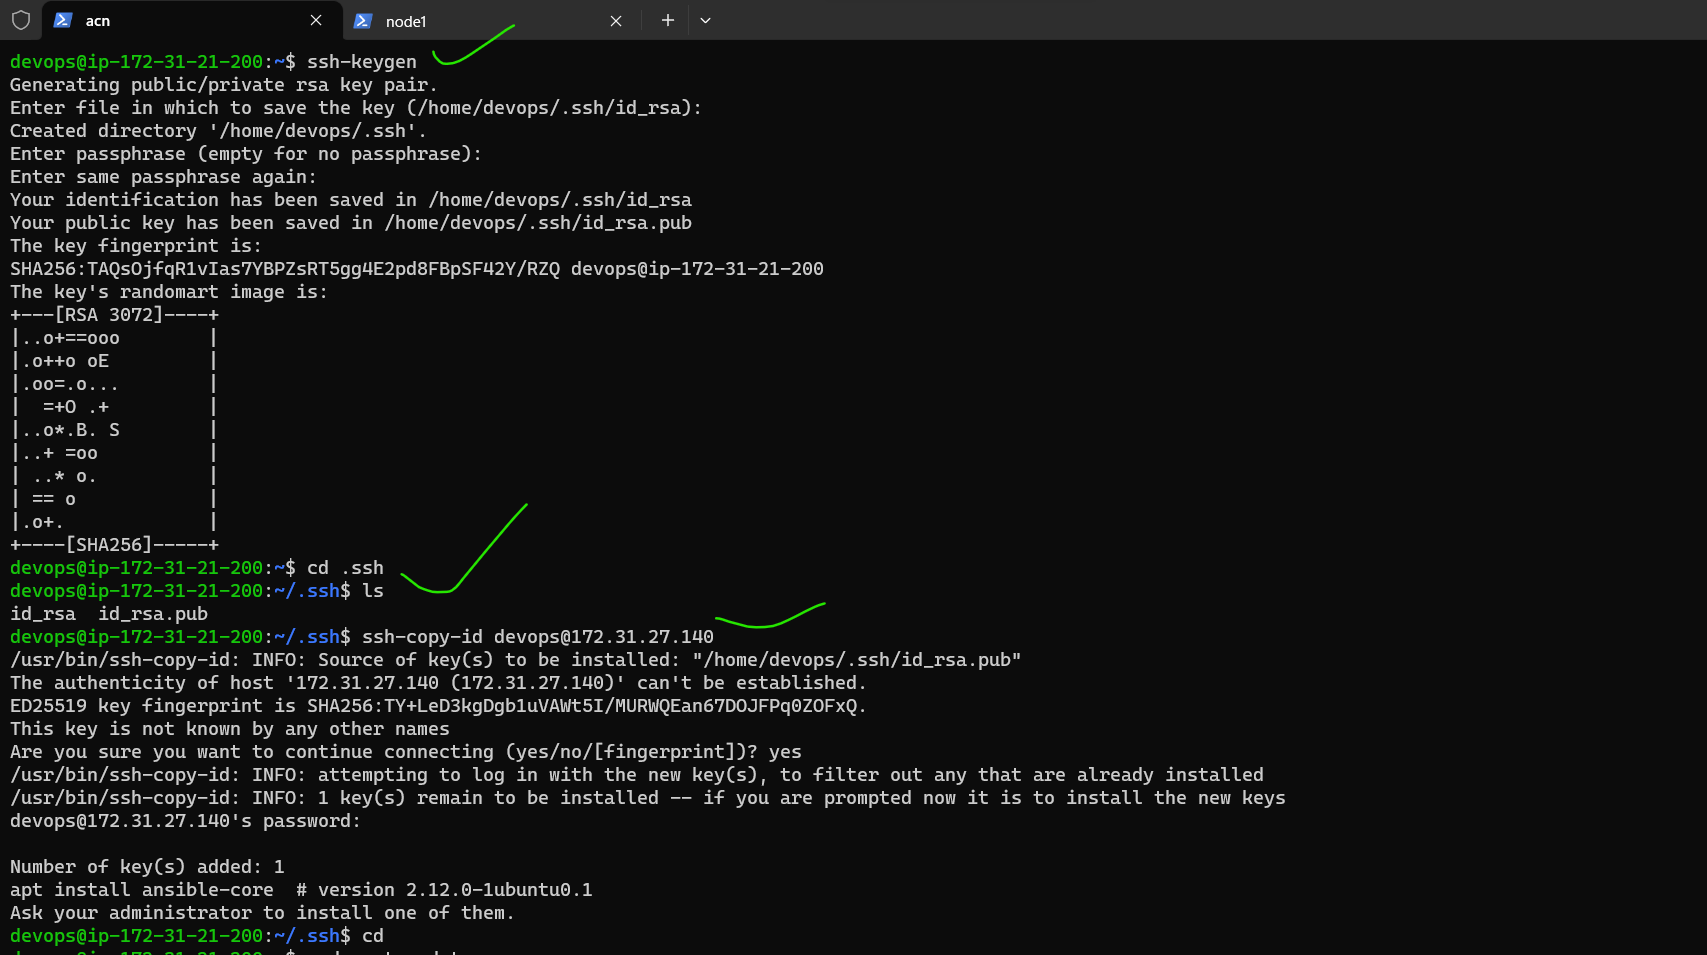 acn
node1
devops@ip-172-31-21-200:~$ ssh-keygen
Generating public/private rsa key pair.
Enter file in which to save the key (/home/devops/.ssh/id_rsa):
Created directory '/home/devops/.ssh'.
Enter passphrase (empty for no passphrase):
Enter same passphrase again:
Your identification has been saved in /home/devops/.ssh/id_rsa
Your public key has been saved in /home/devops/.ssh/id_rsa.pub
The key fingerprint is:
SHA256:TAQsOjfqR1vIas7YBPZsRT5gg4E2pd8FBpSF42Y/RZQ devops@ip-172-31-21-200
The key's randomart image is:
+---[RSA 3072]----+
|..o+==ooo        |
|.o++o oE         |
|.oo=.o...        |
|  =+O .+         |
|..o*.B. S        |
|..+ =oo          |
| ..* o.          |
| == o            |
|.o+.             |
+----[SHA256]-----+
devops@ip-172-31-21-200:~$ cd .ssh
devops@ip-172-31-21-200:~/.ssh$ ls
id_rsa  id_rsa.pub
devops@ip-172-31-21-200:~/.ssh$ ssh-copy-id devops@172.31.27.140
/usr/bin/ssh-copy-id: INFO: Source of key(s) to be installed: "/home/devops/.ssh/id_rsa.pub"
The authenticity of host '172.31.27.140 (172.31.27.140)' can't be established.
ED25519 key fingerprint is SHA256:TY+LeD3kgDgb1uVAWt5I/MURWQEan67DOJFPq0ZOFxQ.
This key is not known by any other names
Are you sure you want to continue connecting (yes/no/[fingerprint])? yes
/usr/bin/ssh-copy-id: INFO: attempting to log in with the new key(s), to filter out any that are already installed
/usr/bin/ssh-copy-id: INFO: 1 key(s) remain to be installed -- if you are prompted now it is to install the new keys
devops@172.31.27.140's password:
Number of key(s) added: 1
apt install ansible-core  # version 2.12.0-1ubuntu0.1
Ask your administrator to install one of them.
devops@ip-172-31-21-200:~/.ssh$ cd